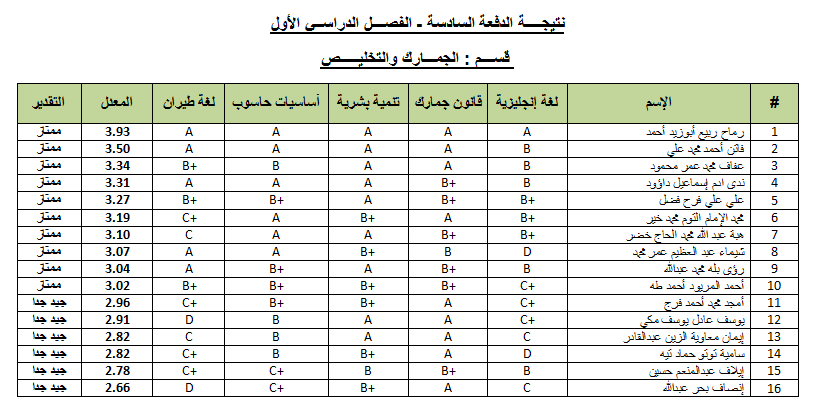 نتيجــــة الدفعة السادسة - الفصــل الدراســي الأول
قســـم : الجمــارك والتخليــــص
# الإسم لغة إنجليزية قانون جمارك تنمية بشرية أساسيات حاسوب لغة طيران المعدل التقدير
1 رماح ربيع أبوزيد أحمد A A A A A 3.93 ممتاز
2 فاتن أحمد محمد علي B A A A A 3.50 ممتاز
3 عفاف محمد عمر محمود B A A B B+ 3.34 ممتاز
4 ندى ادم إسماعيل داؤود B B+ A A A 3.31 ممتاز
5 علي علي فرح فضل B+ B+ A B+ B+ 3.27 ممتاز
6 محمد الإمام التوم محمد خير B+ A B+ A C+ 3.19 ممتاز
7 هبة عبد الله محمد الحاج خضر B+ B+ A A C 3.10 ممتاز
8 شيماء عبد العظيم عمر محمد D B B+ A A 3.07 ممتاز
9 رؤى بله محمد عبدالله B B+ A B+ A 3.04 ممتاز
10 أحمد المريود أحمد طه C+ B+ B+ B+ B+ 3.02 ممتاز
11 أمجد محمد أحمد فرج C+ A B+ B+ C+ 2.96 جيد جدا
12 يوسف عادل يوسف مكي C+ A A B D 2.91 جيد جدا
13 إيمان معاوية الزين عبدالقادر C A A B C 2.82 جيد جدا
14 سامية توتو حماد تيه D A B+ B C+ 2.82 جيد جدا
15 إيلاف عبدالمنعم حسين B B+ B C+ C+ 2.78 جيد جدا
16 إنصاف بحر عبدالله C A B+ C+ D 2.66 جيد جدا